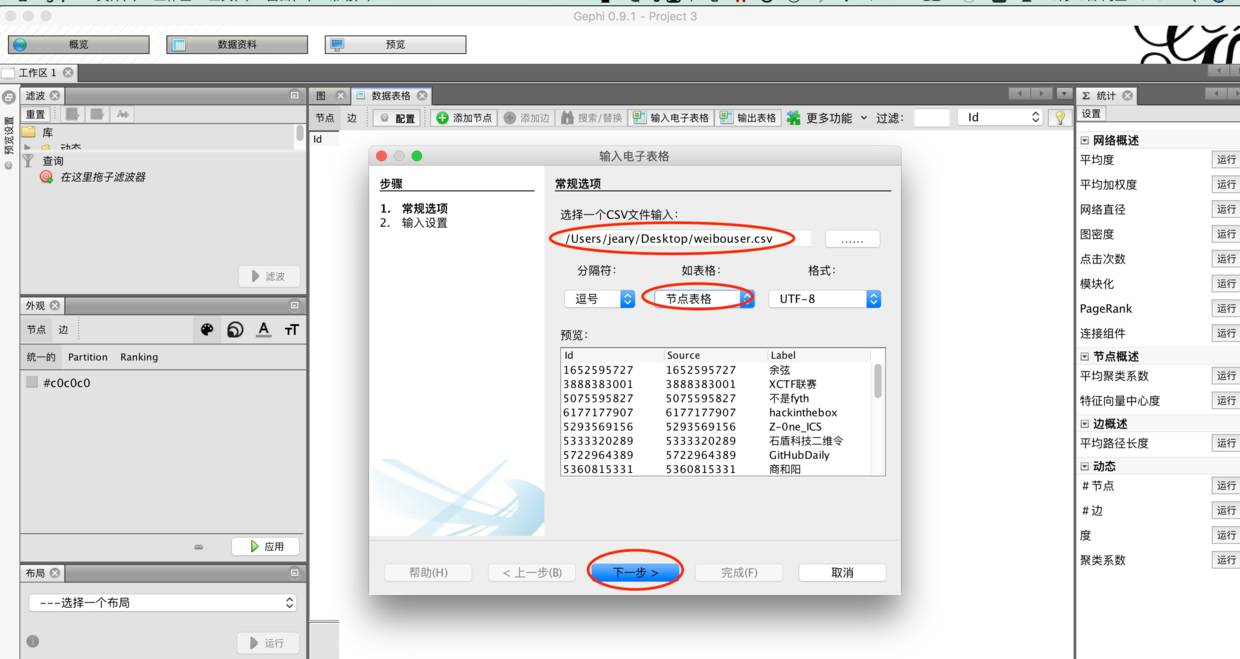 Gephi 0.9.1 - Project 3
概览 数据资料 预览
工作区 1
滤波
重置
库
动态
查询
在这里拖子滤波器
滤波
预览设置
外观
节点 边
统一的 Partition Ranking
#c0c0c0
应用
布局
---选择一个布局
运行
图 数据表格
节点 边 配置 添加节点 添加边 搜索/替换 输入电子表格 输出表格 更多功能 过滤: Id
Id
输入电子表格
步骤
1. 常规选项
2. 输入设置
常规选项
选择一个CSV文件输入:
/Users/jeary/Desktop/weibouser.csv ......
分隔符: 如表格: 格式:
逗号 节点表格 UTF-8
预览:
Id Source Label
1652595727 1652595727 余弦
3888383001 3888383001 XCTF联赛
5075595827 5075595827 不是fyth
6177177907 6177177907 hackinthebox
5293569156 5293569156 Z-0ne_ICS
5333320289 5333320289 石盾科技二维令
5722964389 5722964389 GitHubDaily
5360815331 5360815331 商和阳
帮助(H) < 上一步(B) 下一步 > 完成(F) 取消
Σ 统计
设置
网络概述
平均度 运行
平均加权度 运行
网络直径 运行
图密度 运行
点击次数 运行
模块化 运行
PageRank 运行
连接组件 运行
节点概述
平均聚类系数 运行
特征向量中心度 运行
边概述
平均路径长度 运行
动态
# 节点 运行
# 边 运行
度 运行
聚类系数 运行